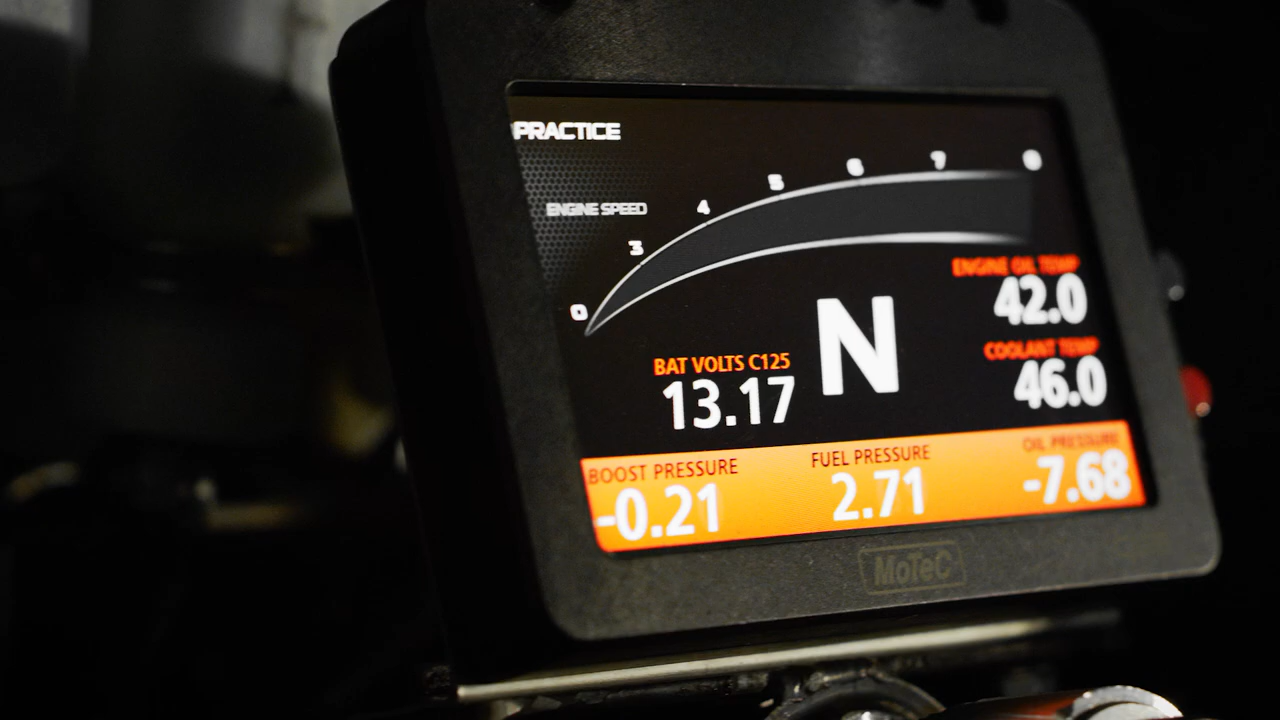 PRACTICE
ENGINE SPEED
0
3
4
5
6
7
8
ENGINE OIL TEMP
42.0
COOLANT TEMP
46.0
N
BAT VOLTS C125
13.17
BOOST PRESSURE
-0.21
FUEL PRESSURE
2.71
OIL PRESSURE
-7.68
MoTeC